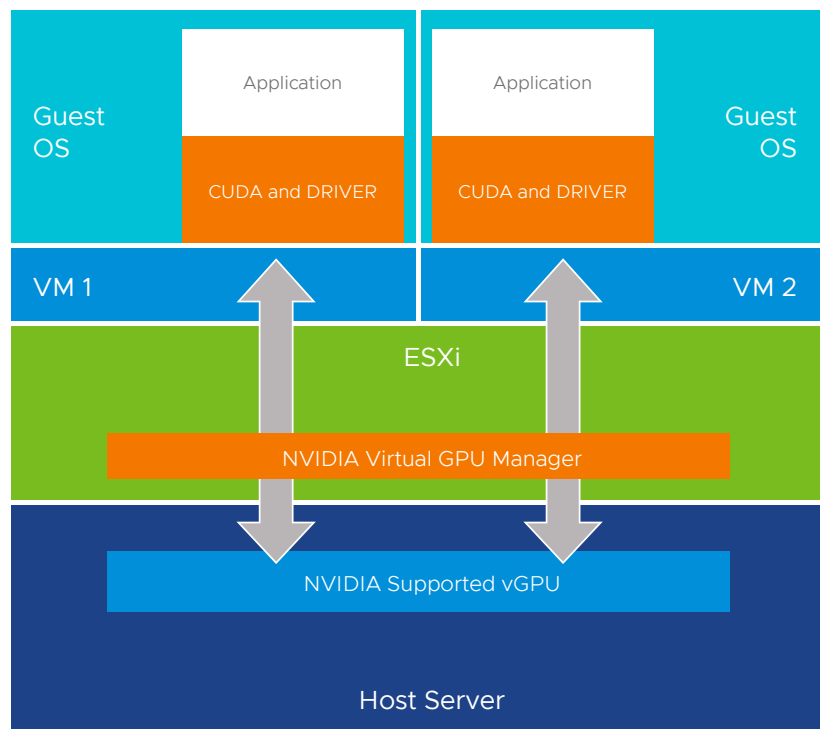 Application
Application
Guest
OS
Guest
OS
CUDA and DRIVER
CUDA and DRIVER
VM 1
VM 2
ESXi
NVIDIA Virtual GPU Manager
NVIDIA Supported vGPU
Host Server